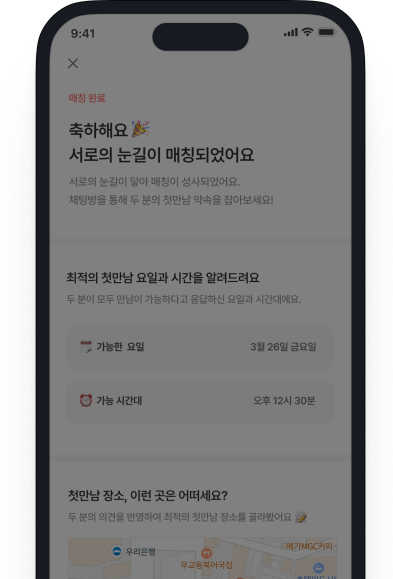 9:41
매칭 완료
축하해요 🎉
서로의 눈길이 매칭되었어요
서로의 눈길이 닿아 매칭이 성사되었어요.
채팅방을 통해 두 분의 첫만남 약속을 잡아보세요!
최적의 첫만남 요일과 시간을 알려드려요
두 분이 모두 만남이 가능하다고 응답하신 요일과 시간대에요.
가능한 요일
3월 26일 금요일
가능 시간대
오후 12시 30분
첫만남 장소, 이런 곳은 어떠세요?
두 분의 의견을 반영하여 최적의 첫만남 장소를 골라봤어요 📝
메가MGC커피
우리은행
무교동북어국집